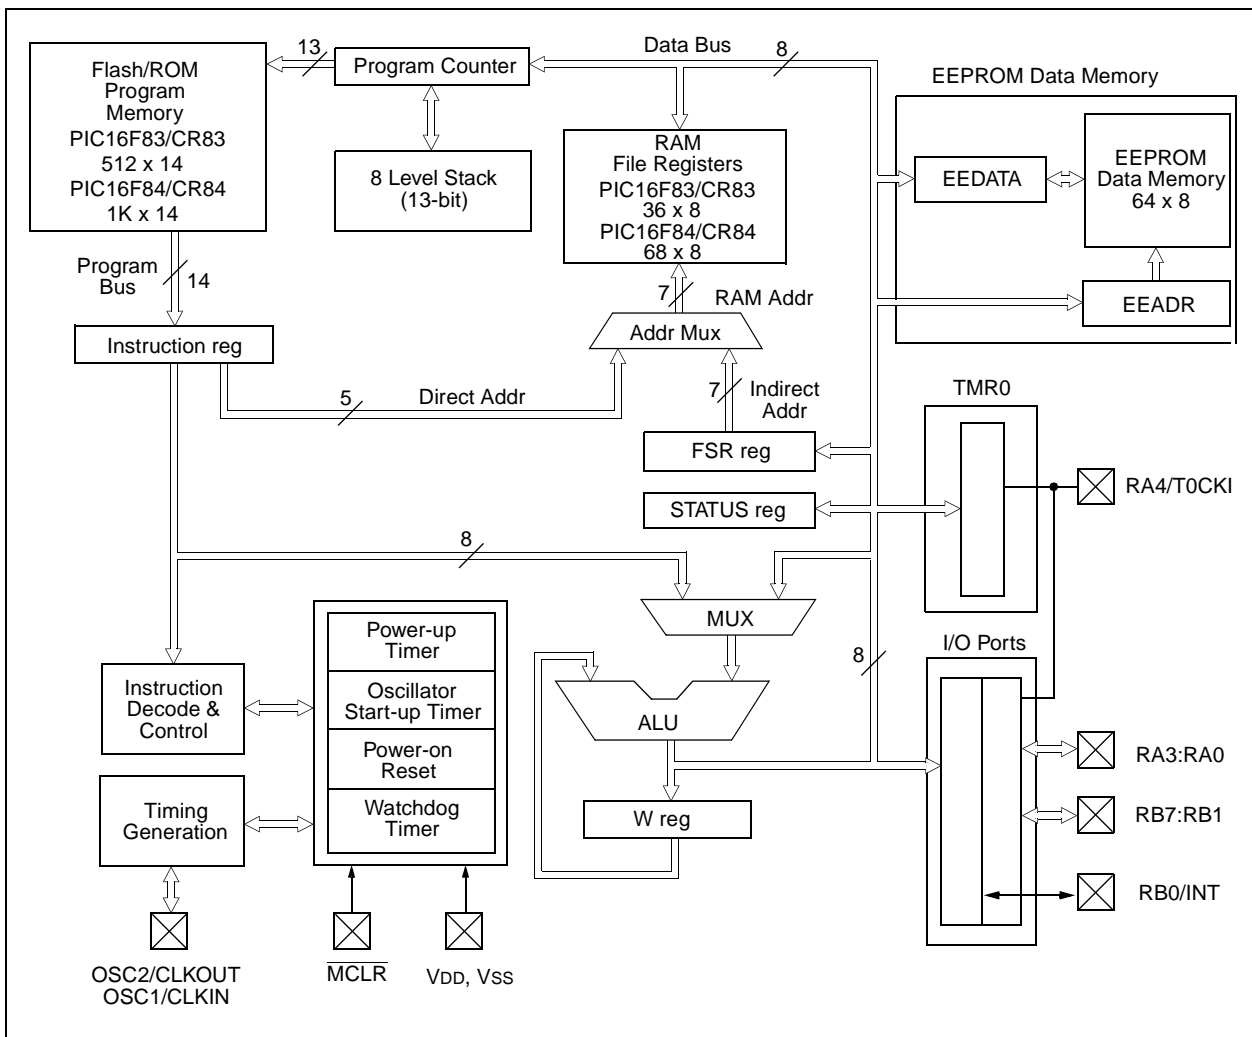 Flash/ROM
Program
Memory
PIC16F83/CR83
512 x 14
PIC16F84/CR84
1K x 14
13
Program Counter
Data Bus
8
8 Level Stack
(13-bit)
RAM
File Registers
PIC16F83/CR83
36 x 8
PIC16F84/CR84
68 x 8
EEPROM Data Memory
EEDATA
EEPROM
Data Memory
64 x 8
EEADR
Program
Bus
14
7
RAM Addr
Addr Mux
Instruction reg
5
Direct Addr
7
Indirect
Addr
FSR reg
STATUS reg
TMR0
RA4/T0CKI
8
MUX
8
I/O Ports
Power-up
Timer
Oscillator
Start-up Timer
Power-on
Reset
Watchdog
Timer
Instruction
Decode &
Control
Timing
Generation
ALU
W reg
RA3:RA0
RB7:RB1
RB0/INT
OSC2/CLKOUT
OSC1/CLKIN
MCLR
VDD, VSS